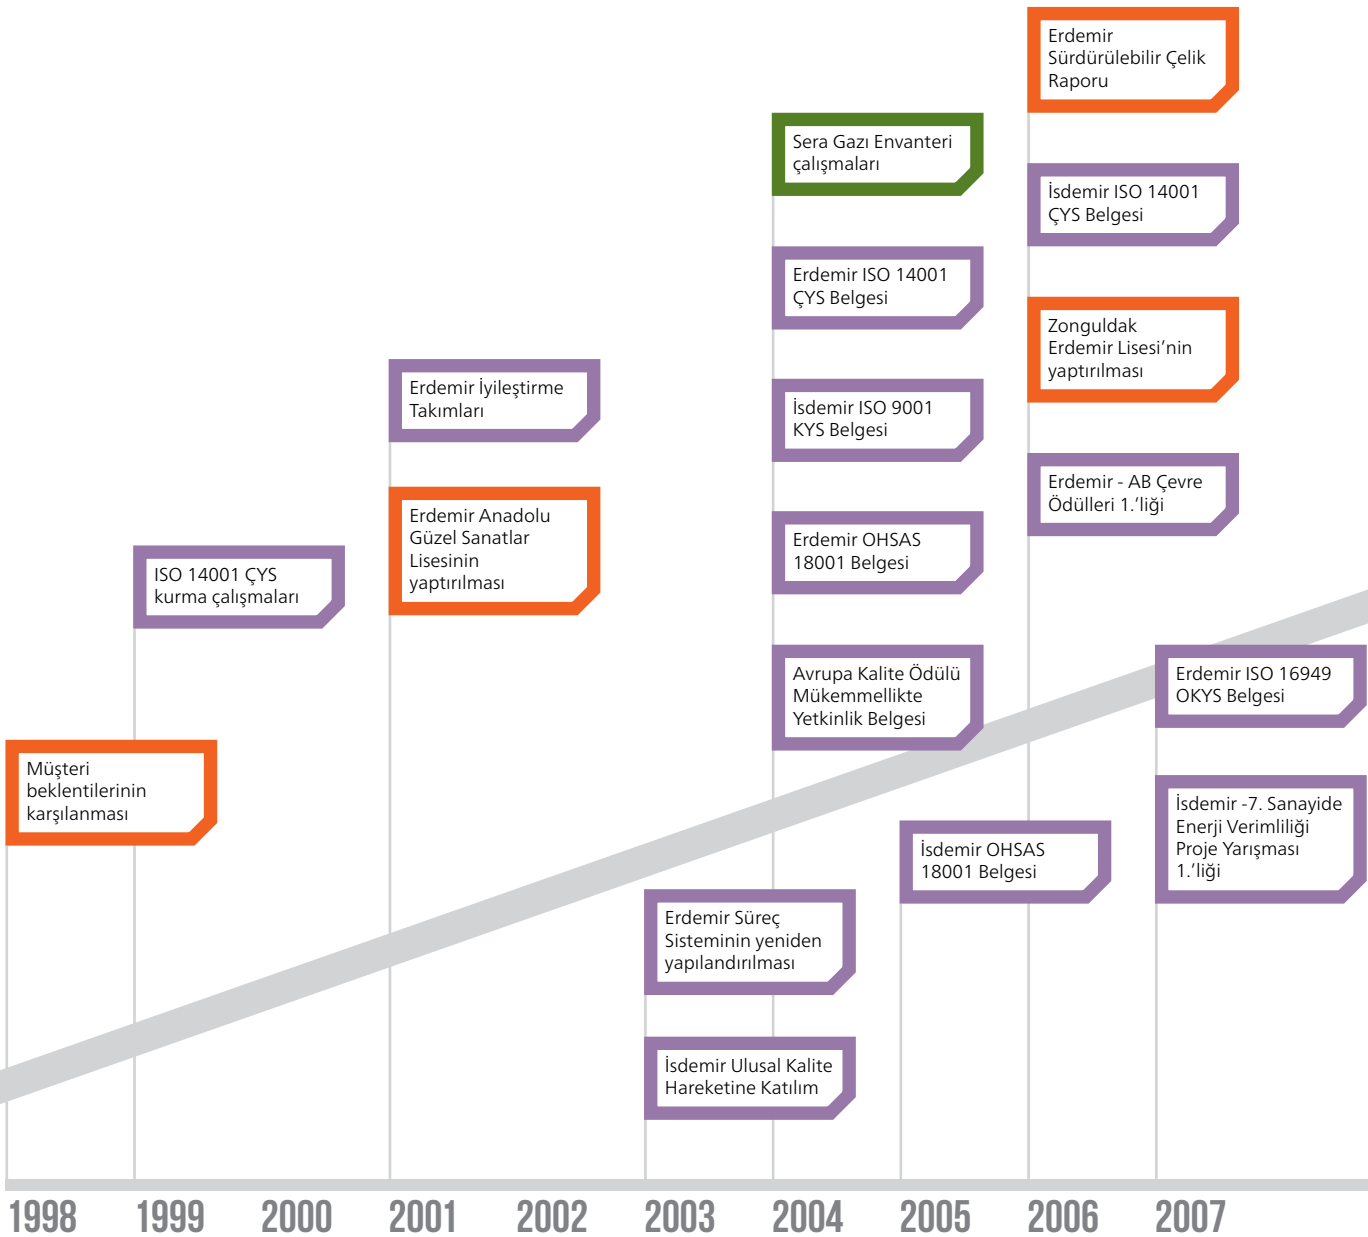 Müşteri
beklentilerinin
karşılanması
ISO 14001 ÇYS
kurma çalışmaları
Erdemir İyileştirme
Takımları
Erdemir Anadolu
Güzel Sanatlar
Lisesinin
yaptırılması
Erdemir Süreç
Sisteminin yeniden
yapılandırılması
İsdemir Ulusal Kalite
Hareketine Katılım
Sera Gazı Envanteri
çalışmaları
Erdemir ISO 14001
ÇYS Belgesi
İsdemir ISO 9001
KYS Belgesi
Erdemir OHSAS
18001 Belgesi
Avrupa Kalite Ödülü
Mükemmellikte
Yetkinlik Belgesi
İsdemir OHSAS
18001 Belgesi
Erdemir
Sürdürülebilir Çelik
Raporu
İsdemir ISO 14001
ÇYS Belgesi
Zonguldak
Erdemir Lisesi’nin
yaptırılması
Erdemir - AB Çevre
Ödülleri 1.’liği
Erdemir ISO 16949
OKYS Belgesi
İsdemir -7. Sanayide
Enerji Verimliliği
Proje Yarışması
1.’liği
1998 1999 2000 2001 2002 2003 2004 2005 2006 2007